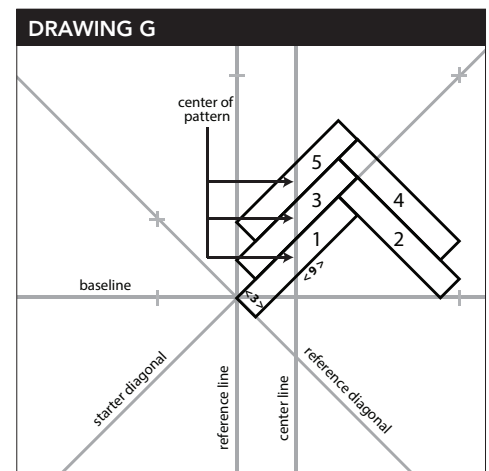 DRAWING G
center of
pattern
5
3
4
1
2
<9>
baseline
<3>
starter diagonal
reference line
center line
reference diagonal